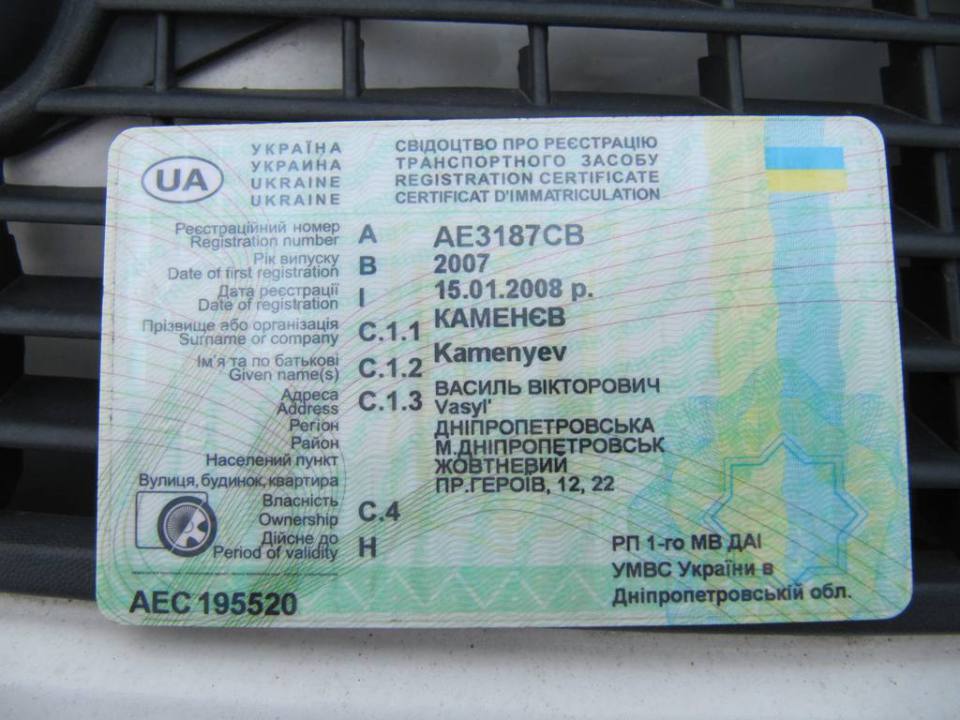 UA
УКРАЇНА
УКРАИНА
UKRAINE
UKRAINE
СВІДОЦТВО ПРО РЕЄСТРАЦІЮ
ТРАНСПОРТНОГО ЗАСОБУ
REGISTRATION CERTIFICATE
CERTIFICAT D'IMMATRICULATION
Реєстраційний номер
Registration number
A
АЕ3187СВ
Рік випуску
Date of first registration
B
2007
Дата реєстрації
Date of registration
I
15.01.2008 р.
Прізвище або організація
Surname or company
C.1.1
КАМЕНЄВ
Kamenyev
Ім'я та по батькові
Given name(s)
C.1.2
ВАСИЛЬ ВІКТОРОВИЧ
Vasyl'
Адреса
Address
C.1.3
Регіон
ДНІПРОПЕТРОВСЬКА
Район
М.ДНІПРОПЕТРОВСЬК
Населений пункт
ЖОВТНЕВИЙ
Вулиця, будинок, квартира
ПР.ГЕРОЇВ, 12, 22
Власність
Ownership
C.4
Дійсне до
Period of validity
H
РП 1-го МВ ДАІ
УМВС України в
Дніпропетровській обл.
АЕС 195520